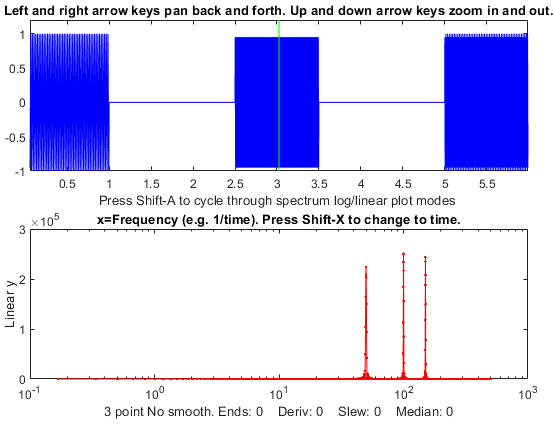 Left and right arrow keys pan back and forth. Up and down arrow keys zoom in and out.
1
0.5
0
-0.5
-1
0.5 1 1.5 2 2.5 3 3.5 4 4.5 5 5.5
Press Shift-A to cycle through spectrum log/linear plot modes
×10^5
x=Frequency (e.g. 1/time). Press Shift-X to change to time.
3
2
1
0
Linear y
10^-1 10^0 10^1 10^2 10^3
3 point No smooth. Ends: 0 Deriv: 0 Slew: 0 Median: 0